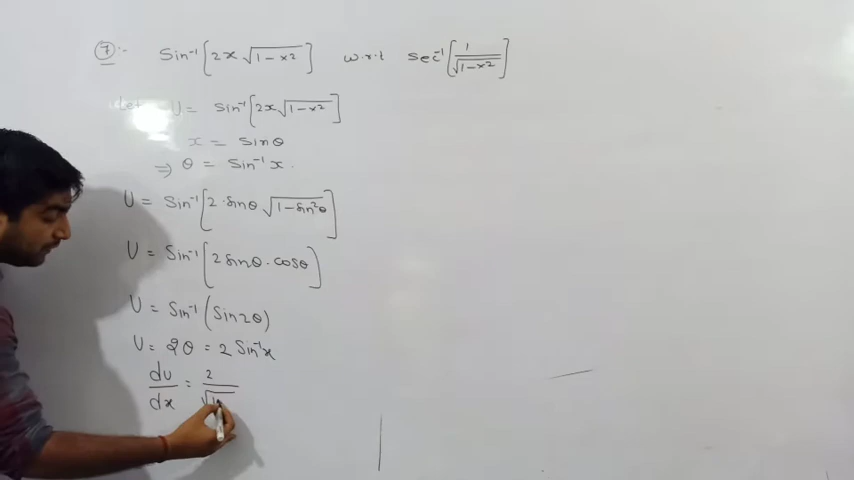 7:- Sin⁻¹[2x √(1-x²)] w.r.t sec⁻¹[1/√(1-x²)]
Let U = sin⁻¹[2x√(1-x²)]
x = sinθ
⇒ θ = sin⁻¹x.
U = Sin⁻¹[2·sinθ √(1-sin²θ)]
U = Sin⁻¹[2sinθ·cosθ]
U = Sin⁻¹(Sin2θ)
U = 2θ = 2 Sin⁻¹x
du/dx = 2/√1